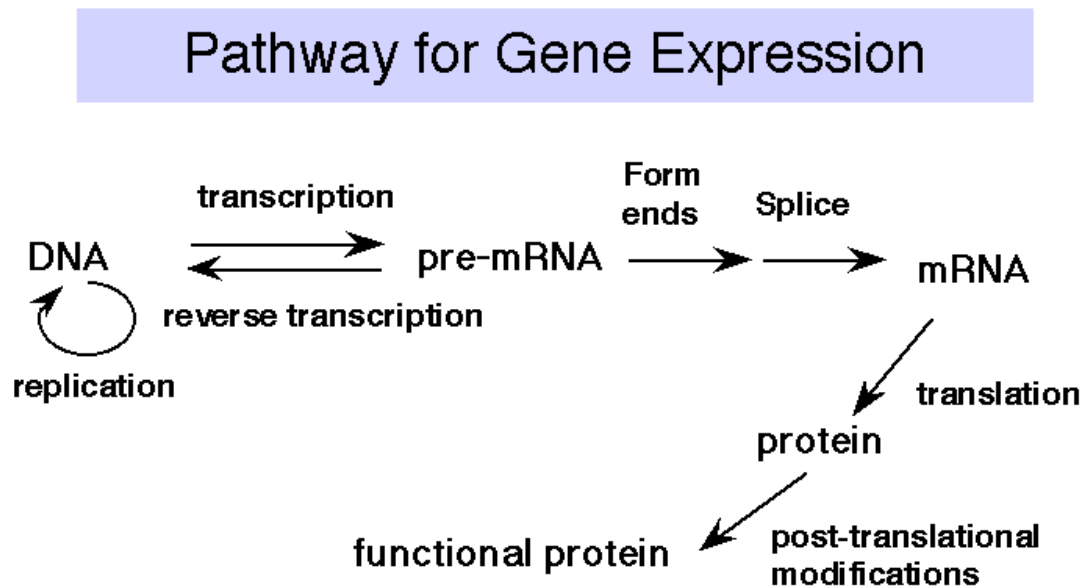 Pathway for Gene Expression
transcription
Form
ends
Splice
DNA
pre-mRNA
mRNA
reverse transcription
replication
translation
protein
functional protein
post-translational
modifications